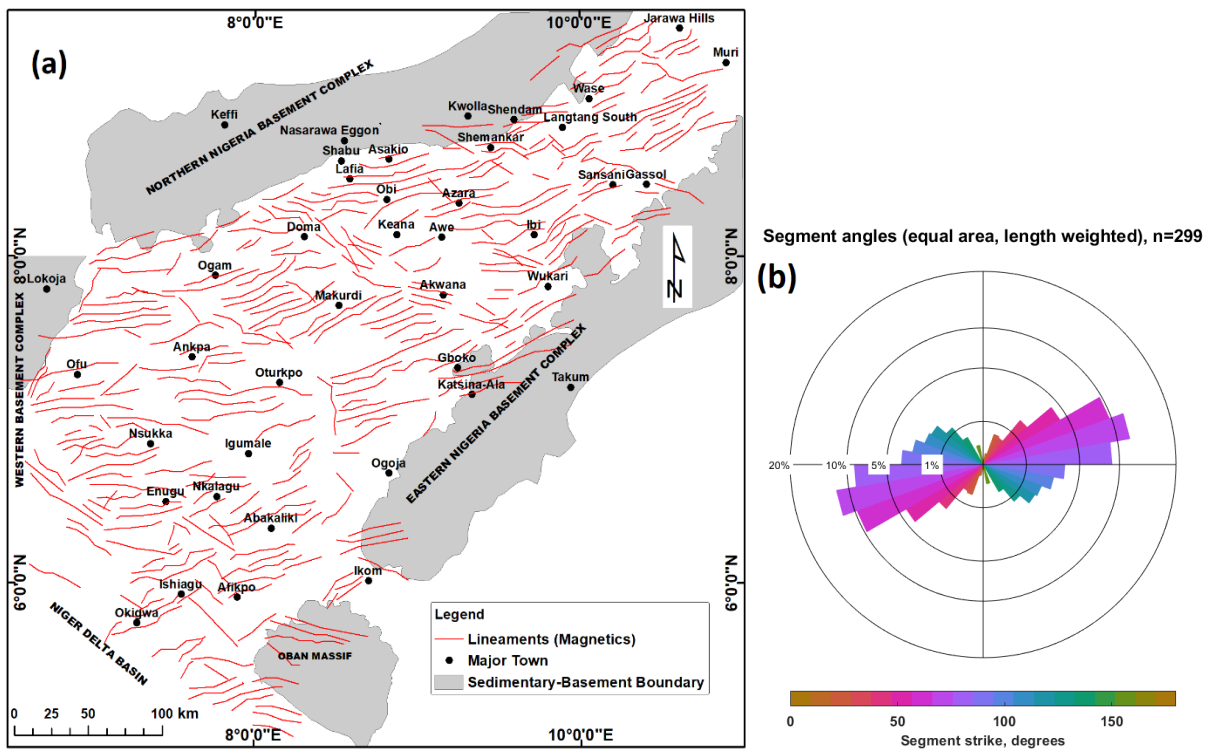 8°0'0"E
10°0'0"E
(a)
Jarawa Hills
Muri
Wase
Keffi
NORTHERN NIGERIA BASEMENT COMPLEX
Kwolla
Shendam
Langtang South
Nasarawa Eggon
Shemankar
Shabu
Asakio
Lafia
Sansani
Gassol
Obi
Azara
Doma
Keana
Awe
Ibi
8°0'0"N
8°0'0"N
Ogam
Lokoja
Wukari
Makurdi
Akwana
N
WESTERN BASEMENT COMPLEX
Ankpa
Ofu
Oturkpo
Gboko
Katsina-Ala
Takum
EASTERN NIGERIA BASEMENT COMPLEX
Nsukka
Igumale
Ogoja
Enugu
Nkalagu
Abakaliki
6°0'0"N
6°0'0"N
Ikom
Ishiagu
Afikpo
Okigwa
NIGER DELTA BASIN
OBAN MASSIF
Legend
Lineaments (Magnetics)
Major Town
Sedimentary-Basement Boundary
0 25 50 100 km
8°0'0"E
10°0'0"E
Segment angles (equal area, length weighted), n=299
(b)
20% 10% 5% 1%
0 50 100 150
Segment strike, degrees